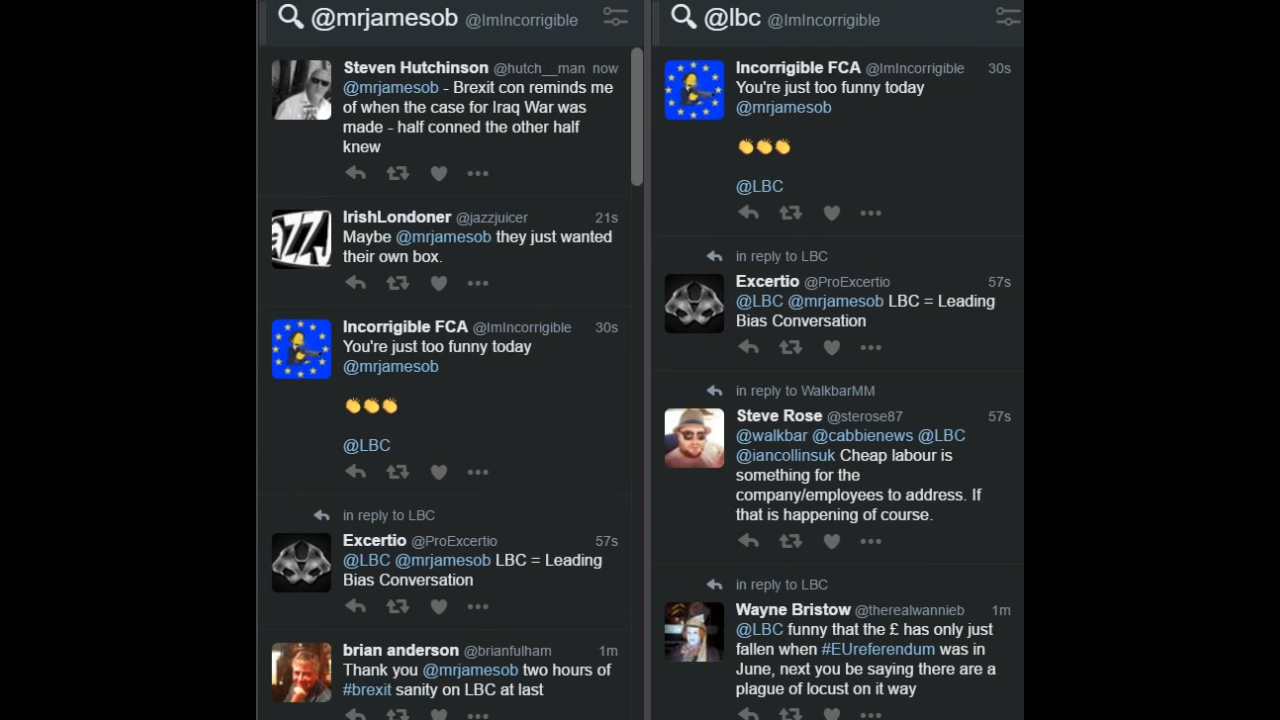 @mrjamesob @ImIncorrigible
Steven Hutchinson @hutch__man now
@mrjamesob - Brexit con reminds me
of when the case for Iraq War was
made - half conned the other half
knew
IrishLondoner @jazzjuicer 21s
Maybe @mrjamesob they just wanted
their own box.
Incorrigible FCA @ImIncorrigible 30s
You're just too funny today
@mrjamesob
👏👏👏
@LBC
in reply to LBC
Excertio @ProExcertio 57s
@LBC @mrjamesob LBC = Leading
Bias Conversation
brian anderson @brianfulham 1m
Thank you @mrjamesob two hours of
#brexit sanity on LBC at last
@lbc @ImIncorrigible
Incorrigible FCA @ImIncorrigible 30s
You're just too funny today
@mrjamesob
👏👏👏
@LBC
in reply to LBC
Excertio @ProExcertio 57s
@LBC @mrjamesob LBC = Leading
Bias Conversation
in reply to WalkbarMM
Steve Rose @sterose87 57s
@walkbar @cabbienews @LBC
@iancollinsuk Cheap labour is
something for the
company/employees to address. If
that is happening of course.
in reply to LBC
Wayne Bristow @therealwannieb 1m
@LBC funny that the £ has only just
fallen when #EUreferendum was in
June, next you be saying there are a
plague of locust on it way